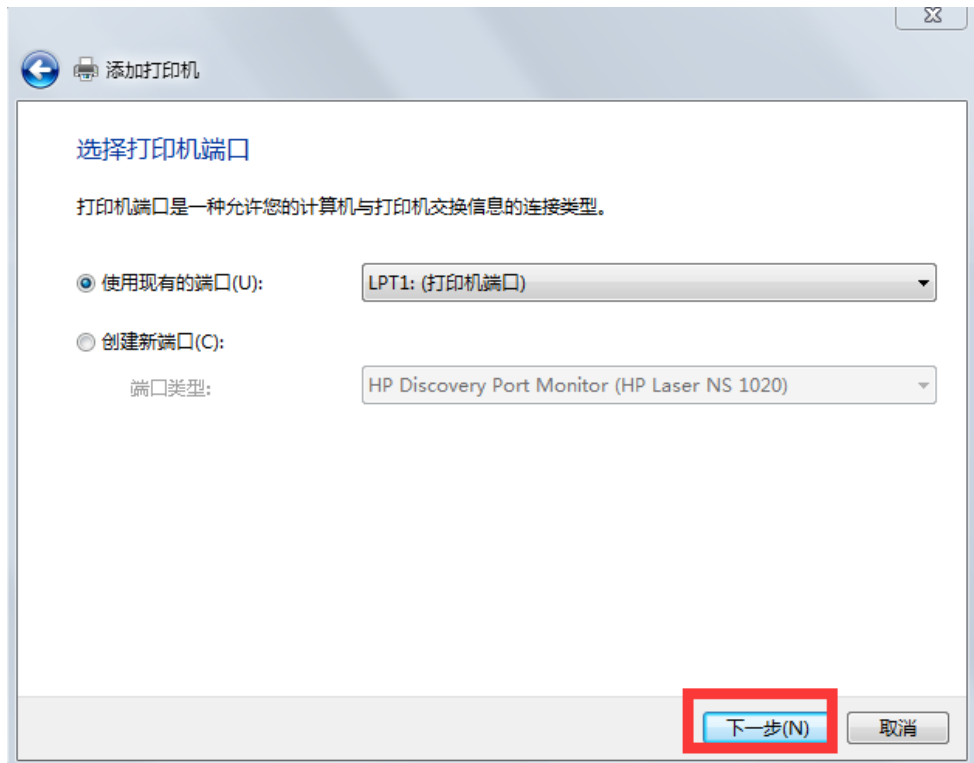 添加打印机
选择打印机端口
打印机端口是一种允许您的计算机与打印机交换信息的连接类型。
使用现有的端口(U): LPT1: (打印机端口)
创建新端口(C):
端口类型: HP Discovery Port Monitor (HP Laser NS 1020)
下一步(N) 取消